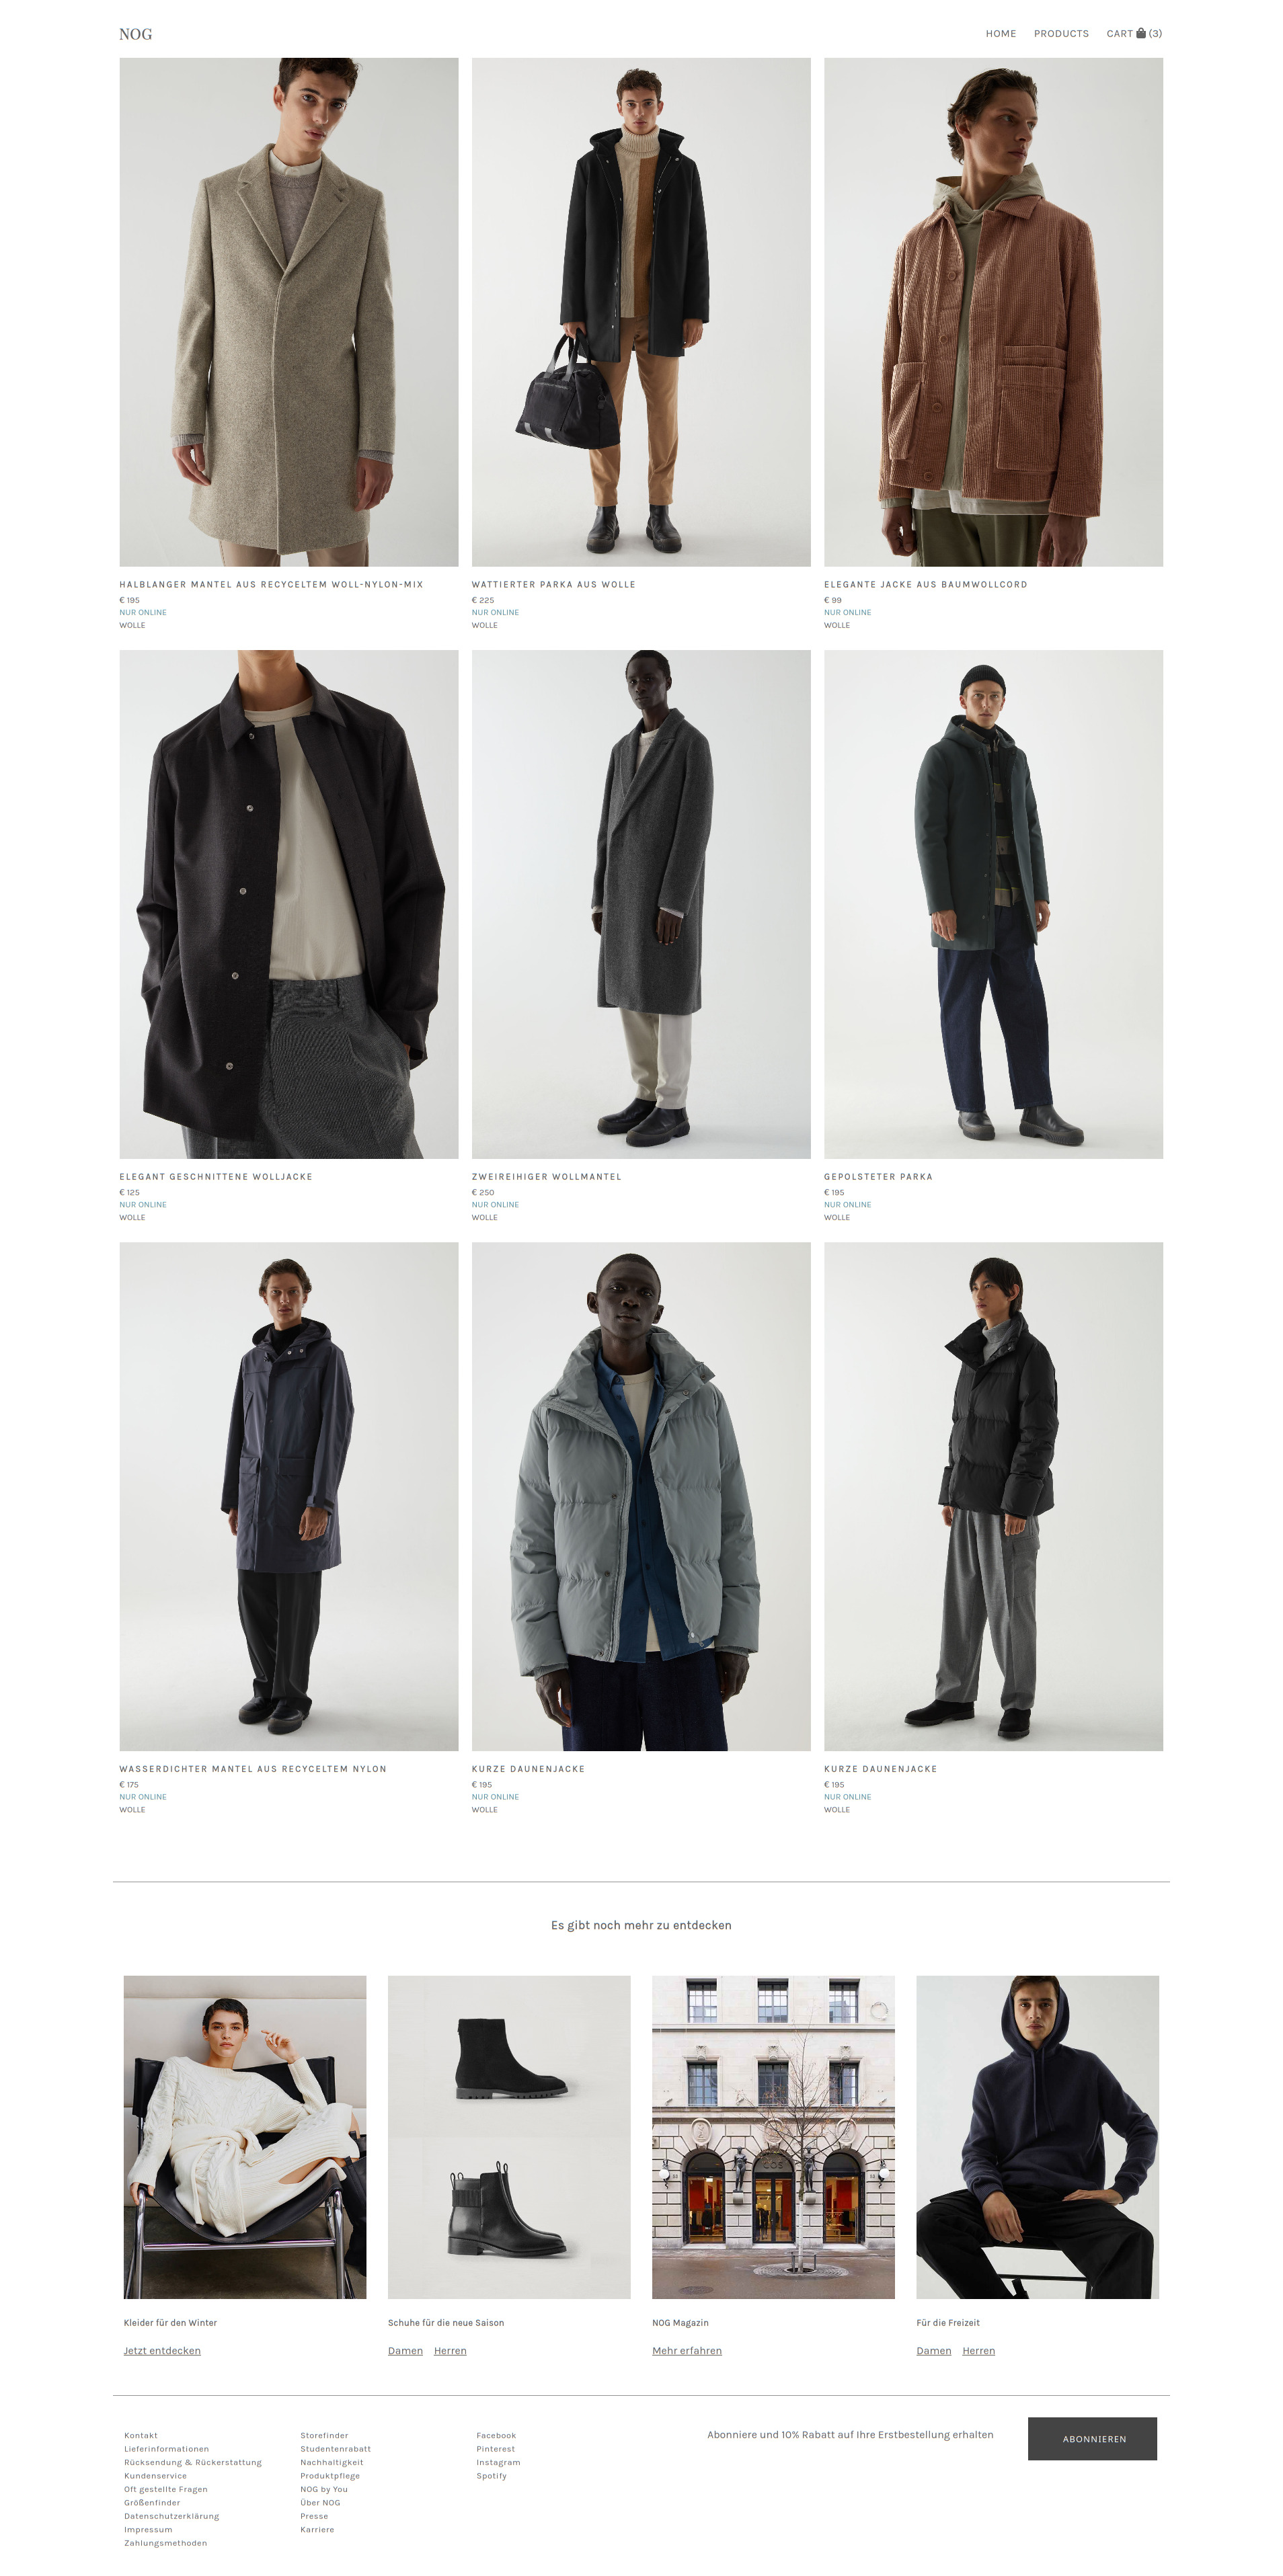 NOG
HOME PRODUCTS CART (3)
HALBLANGER MANTEL AUS RECYCELTEM WOLL-NYLON-MIX
€ 195
NUR ONLINE
WOLLE
WATTIERTER PARKA AUS WOLLE
€ 225
NUR ONLINE
WOLLE
ELEGANTE JACKE AUS BAUMWOLLCORD
€ 99
NUR ONLINE
WOLLE
ELEGANT GESCHNITTENE WOLLJACKE
€ 125
NUR ONLINE
WOLLE
ZWEIREIHIGER WOLLMANTEL
€ 250
NUR ONLINE
WOLLE
GEPOLSTETER PARKA
€ 195
NUR ONLINE
WOLLE
WASSERDICHTER MANTEL AUS RECYCELTEM NYLON
€ 175
NUR ONLINE
WOLLE
KURZE DAUNENJACKE
€ 195
NUR ONLINE
WOLLE
KURZE DAUNENJACKE
€ 195
NUR ONLINE
WOLLE
Es gibt noch mehr zu entdecken
COS
Kleider für den Winter
Jetzt entdecken
Schuhe für die neue Saison
Damen Herren
NOG Magazin
Mehr erfahren
Für die Freizeit
Damen Herren
Kontakt
Lieferinformationen
Rücksendung & Rückerstattung
Kundenservice
Oft gestellte Fragen
Größenfinder
Datenschutzerklärung
Impressum
Zahlungsmethoden
Storefinder
Studentenrabatt
Nachhaltigkeit
Produktpflege
NOG by You
Über NOG
Presse
Karriere
Facebook
Pinterest
Instagram
Spotify
Abonniere und 10% Rabatt auf Ihre Erstbestellung erhalten
ABONNIEREN